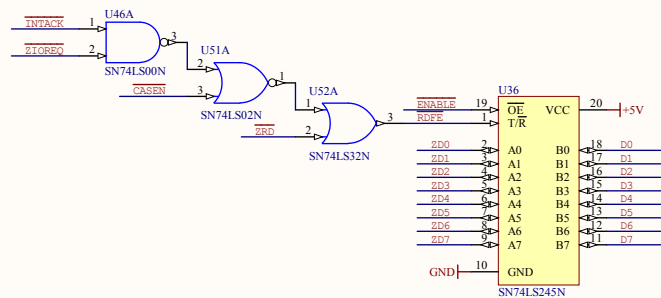 U46A
INTACK 1
3
ZIOREQ 2
SN74LS00N
U51A
2
1
CASEN 3
SN74LS02N
U52A
1
3
ZRD 2
SN74LS32N
U36
ENABLE 19 OE VCC 20 +5V
RDFE 1 T/R
ZD0 2 A0 B0 18 D0
ZD1 3 A1 B1 17 D1
ZD2 4 A2 B2 16 D2
ZD3 5 A3 B3 15 D3
ZD4 6 A4 B4 14 D4
ZD5 7 A5 B5 13 D5
ZD6 8 A6 B6 12 D6
ZD7 9 A7 B7 11 D7
GND 10 GND
SN74LS245N